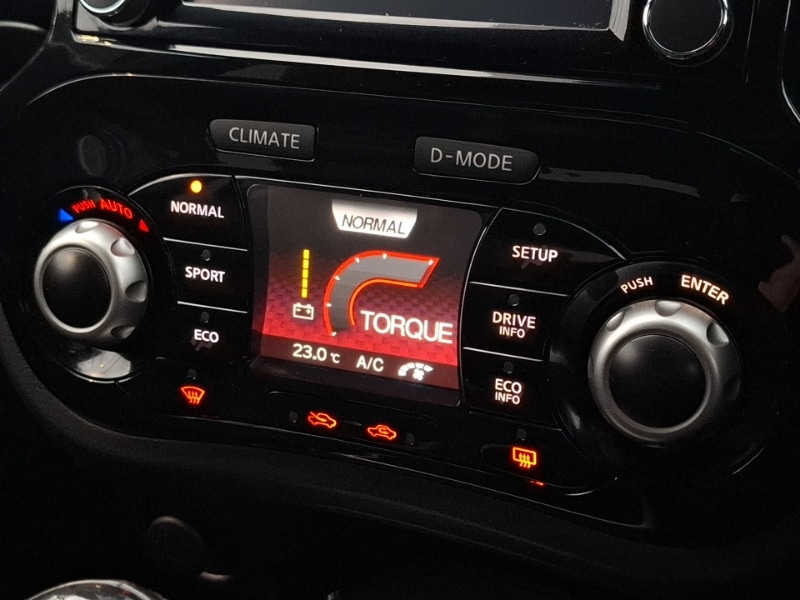 CLIMATE
D-MODE
PUSH AUTO
NORMAL
SPORT
ECO
NORMAL
TORQUE
23.0 °C A/C
SETUP
DRIVE
INFO
ECO
INFO
PUSH ENTER